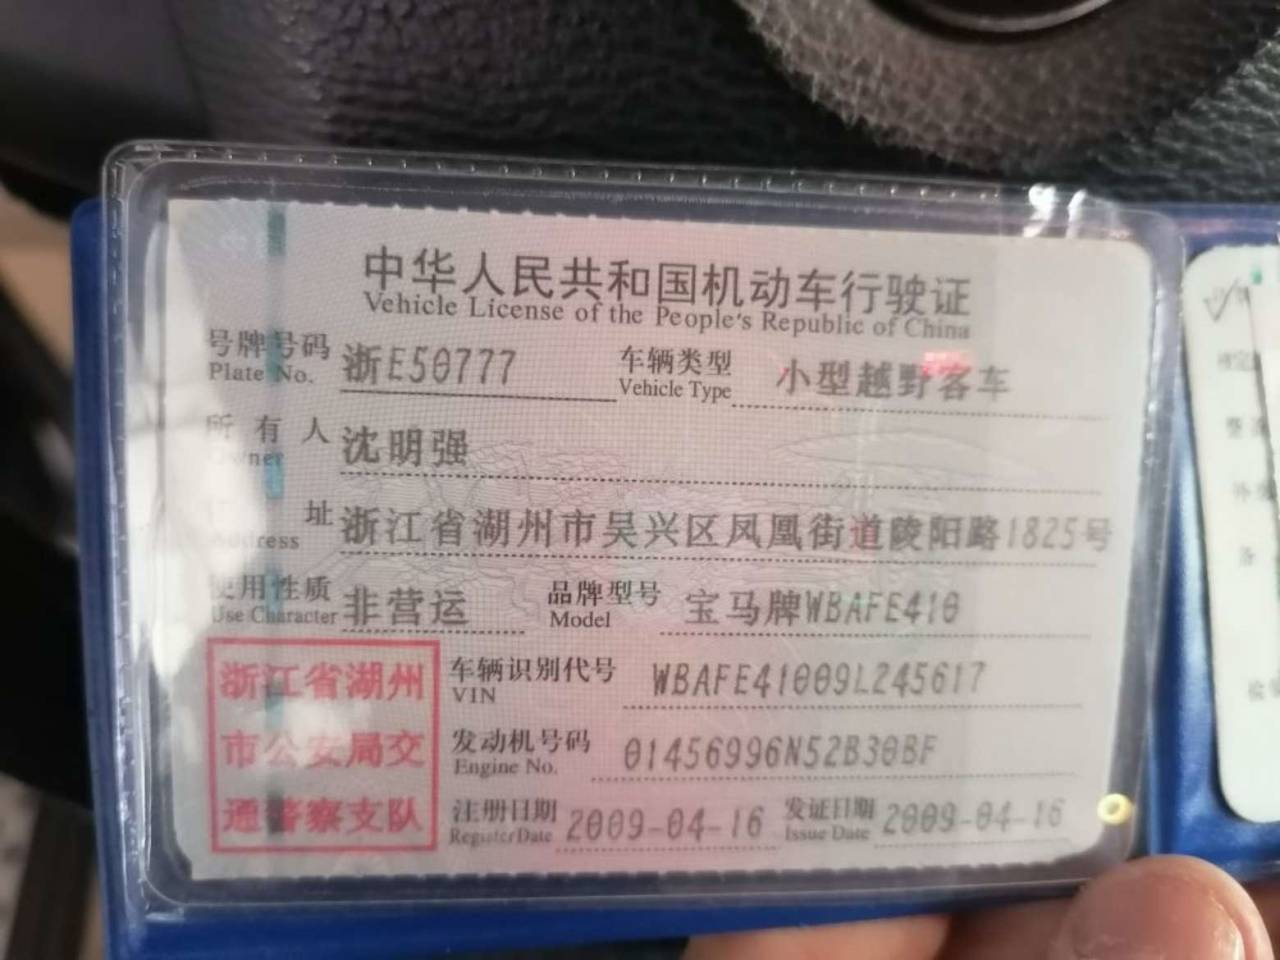 中华人民共和国机动车行驶证
Vehicle License of the People's Republic of China
号牌号码 浙E50777 车辆类型 小型越野客车
Plate No. Vehicle Type
所有人 沈明强
Owner
址 浙江省湖州市吴兴区凤凰街道陵阳路1825号
Address
使用性质 非营运 品牌型号 宝马牌WBAFE410
Use Character Model
浙江省湖州
市公安局交
通警察支队
车辆识别代号 WBAFE41009L245617
VIN
发动机号码 01456996N52B30BF
Engine No.
注册日期 2009-04-16 发证日期 2009-04-16
Register Date Issue Date